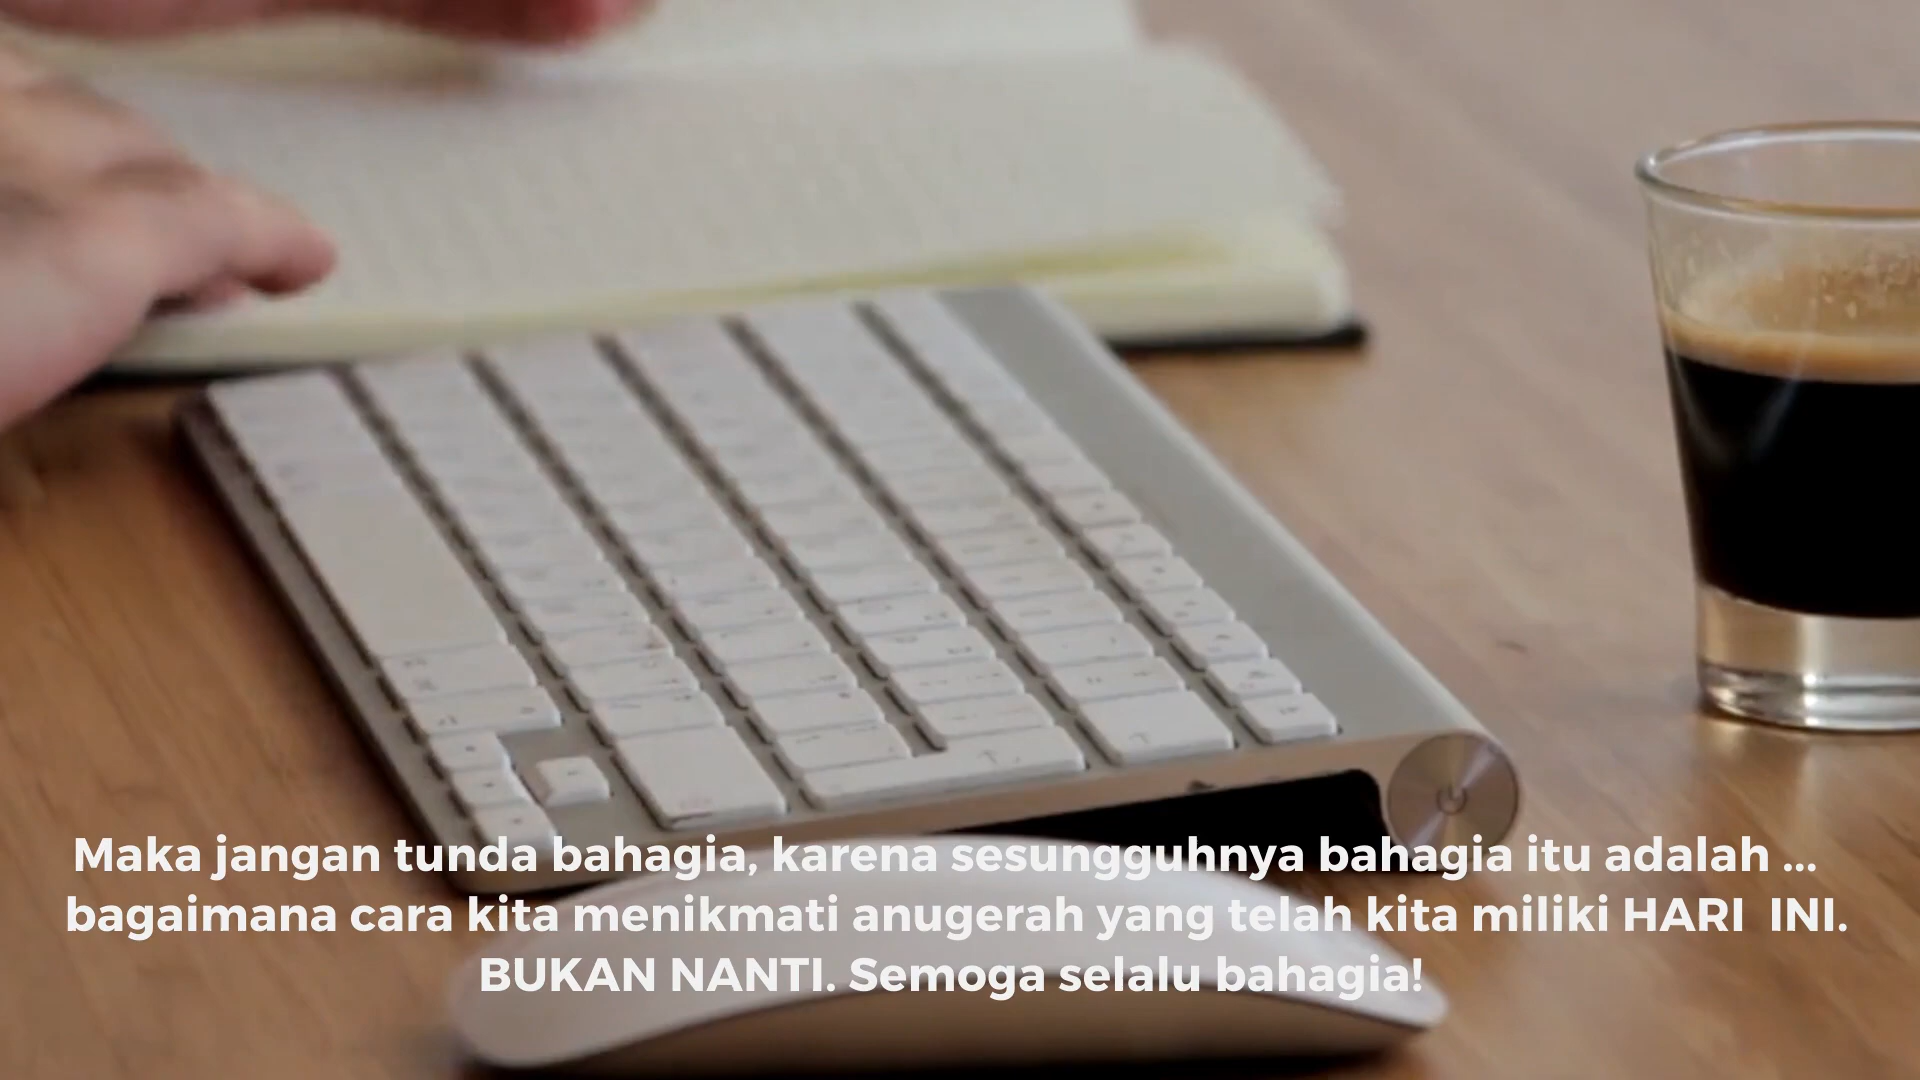 Maka jangan tunda bahagia, karena sesungguhnya bahagia itu adalah ...
bagaimana cara kita menikmati anugerah yang telah kita miliki HARI  INI.
BUKAN NANTI. Semoga selalu bahagia!